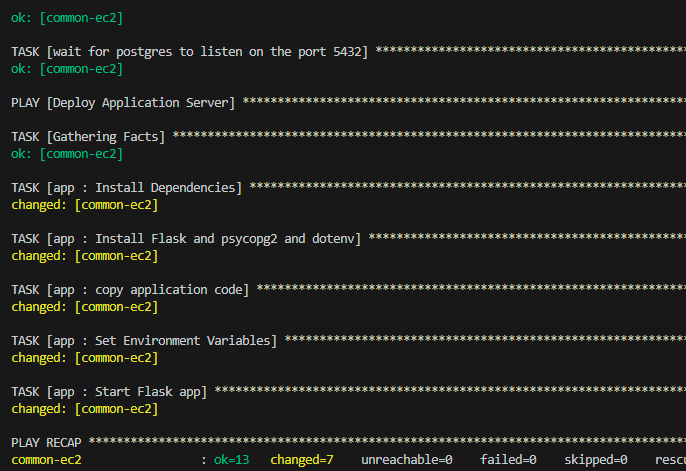 ok: [common-ec2]
TASK [wait for postgres to listen on the port 5432] ********************************************
ok: [common-ec2]
PLAY [Deploy Application Server] ***************************************************************
TASK [Gathering Facts] *************************************************************************
ok: [common-ec2]
TASK [app : Install Dependencies] **************************************************************
changed: [common-ec2]
TASK [app : Install Flask and psycopg2 and dotenv] *********************************************
changed: [common-ec2]
TASK [app : copy application code] *************************************************************
changed: [common-ec2]
TASK [app : Set Environment Variables] *********************************************************
changed: [common-ec2]
TASK [app : Start Flask app] *******************************************************************
changed: [common-ec2]
PLAY RECAP *************************************************************************************
common-ec2                 : ok=13   changed=7    unreachable=0    failed=0    skipped=0    rescu